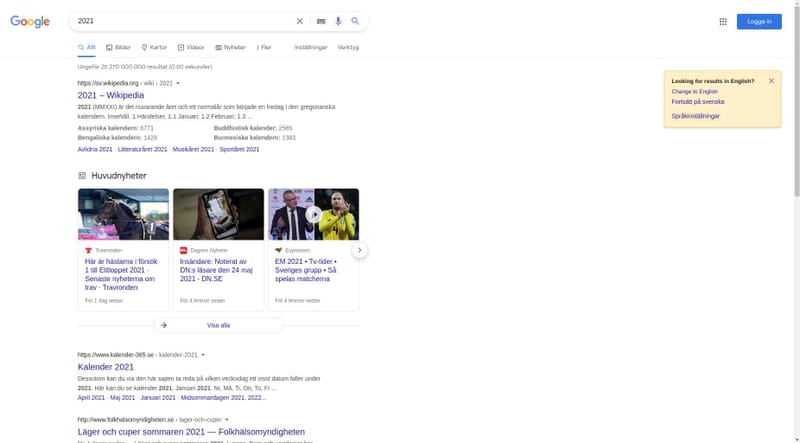 Google
2021
Logga in
Allt
Bilder
Kartor
Videor
Nyheter
Fler
Inställningar
Verktyg
Ungefär 25 270 000 000 resultat (0,60 sekunder)
Looking for results in English?
Change to English
Fortsätt på svenska
Språkinställningar
https://sv.wikipedia.org › wiki › 2021
2021 – Wikipedia
2021 (MMXXI) är det nuvarande året och ett normalår som började en fredag i den gregorianska
kalendern. Innehåll. 1 Händelser. 1.1 Januari; 1.2 Februari; 1.3 ...
Assyriska kalendern: 6771
Buddhistisk kalender: 2565
Bengaliska kalendern: 1428
Burmesiska kalendern: 1383
Avlidna 2021 · Litteraturåret 2021 · Musikåret 2021 · Sportåret 2021
Huvudnyheter
Travronden
Här är hästarna i försök
1 till Elitloppet 2021 ·
Senaste nyheterna om
trav · Travronden
För 1 dag sedan
Dagens Nyheter
Insändare: Noterat av
DN:s läsare den 24 maj
2021 - DN.SE
För 4 timmar sedan
Expressen
EM 2021 • Tv-tider •
Sveriges grupp • Så
spelas matcherna
För 4 timmar sedan
Visa alla
https://www.kalender-365.se › kalender-2021
Kalender 2021
Dessutom kan du via den här sajten ta reda på vilken veckodag ett visst datum faller under
2021. Här kan du se kalender 2021. Januari 2021. Nr, Må, Ti, On, To, Fr ...
April 2021 · Maj 2021 · Januari 2021 · Midsommardagen 2021, 2022...
http://www.folkhalsomyndigheten.se › lager-och-cuper
Läger och cuper sommaren 2021 — Folkhälsomyndigheten